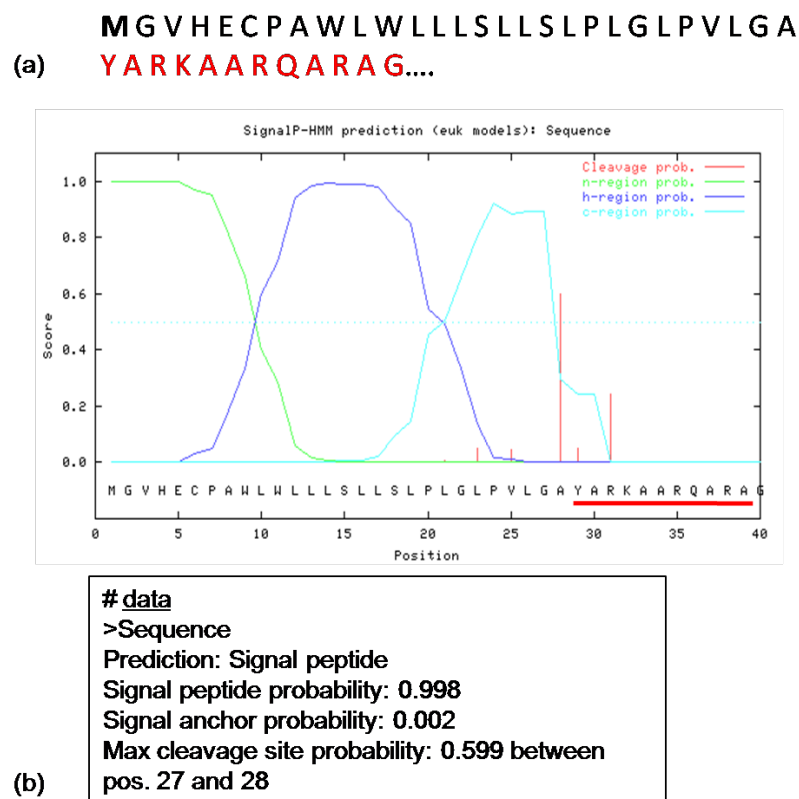 M G V H E C P A W L W L L L S L L S L P L G L P V L G A
(a) Y A R K A A R Q A R A G....
SignalP-HMM prediction (euk models): Sequence
Cleavage prob.
n-region prob.
h-region prob.
c-region prob.
1.0
0.8
0.6
0.4
0.2
0.0
Score
M G V H E C P A W L W L L L S L L S L P L G L P V L G A Y A R K A A R Q A R A G
0 5 10 15 20 25 30 35 40
Position
# data
>Sequence
Prediction: Signal peptide
Signal peptide probability: 0.998
Signal anchor probability: 0.002
Max cleavage site probability: 0.599 between
(b) pos. 27 and 28